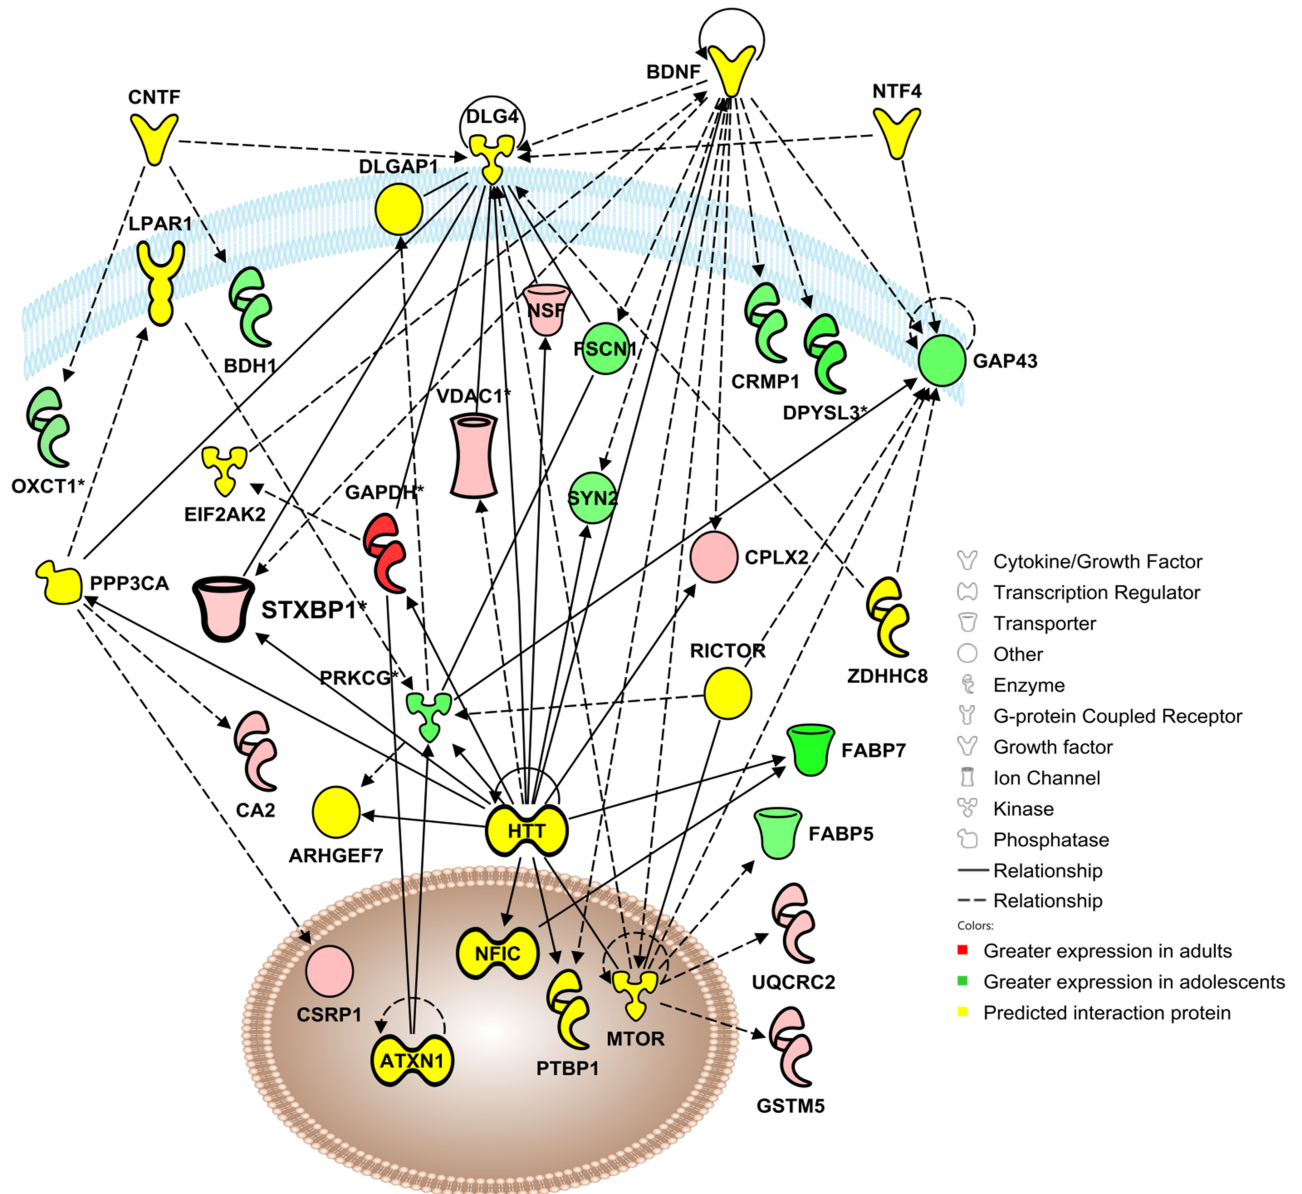 BDNF
NTF4
CNTF
DLG4
DLGAP1
LPAR1
NSF
FSCN1
BDH1
CRMP1
GAP43
DPYSL3*
VDAC1*
OXCT1*
EIF2AK2
GAPDH*
SYN2
CPLX2
PPP3CA
STXBP1*
RICTOR
ZDHHC8
PRKCG*
FABP7
CA2
HTT
FABP5
ARHGEF7
NFIC
UQCRC2
CSRP1
MTOR
ATXN1
PTBP1
GSTM5
Cytokine/Growth Factor
Transcription Regulator
Transporter
Other
Enzyme
G-protein Coupled Receptor
Growth factor
Ion Channel
Kinase
Phosphatase
Relationship
Relationship
Colors:
Greater expression in adults
Greater expression in adolescents
Predicted interaction protein